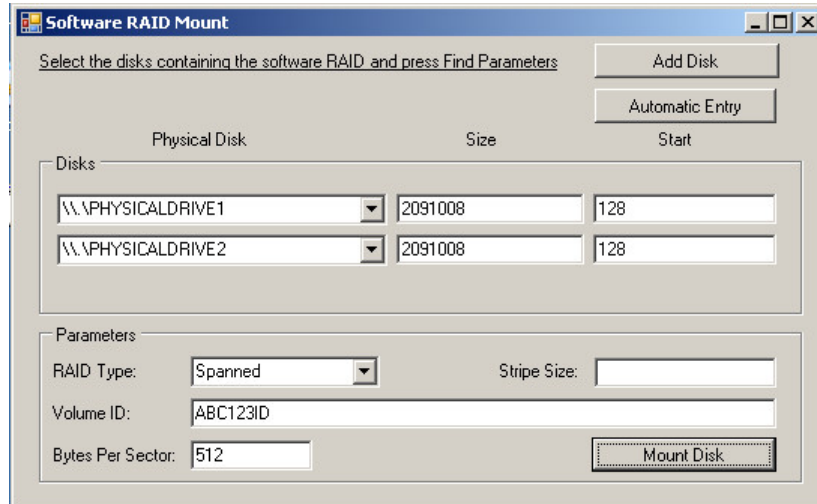 Software RAID Mount
Select the disks containing the software RAID and press Find Parameters
Add Disk
Automatic Entry
Physical Disk Size Start
Disks
\\.\PHYSICALDRIVE1 2091008 128
\\.\PHYSICALDRIVE2 2091008 128
Parameters
RAID Type: Spanned Stripe Size:
Volume ID: ABC123ID
Bytes Per Sector: 512 Mount Disk